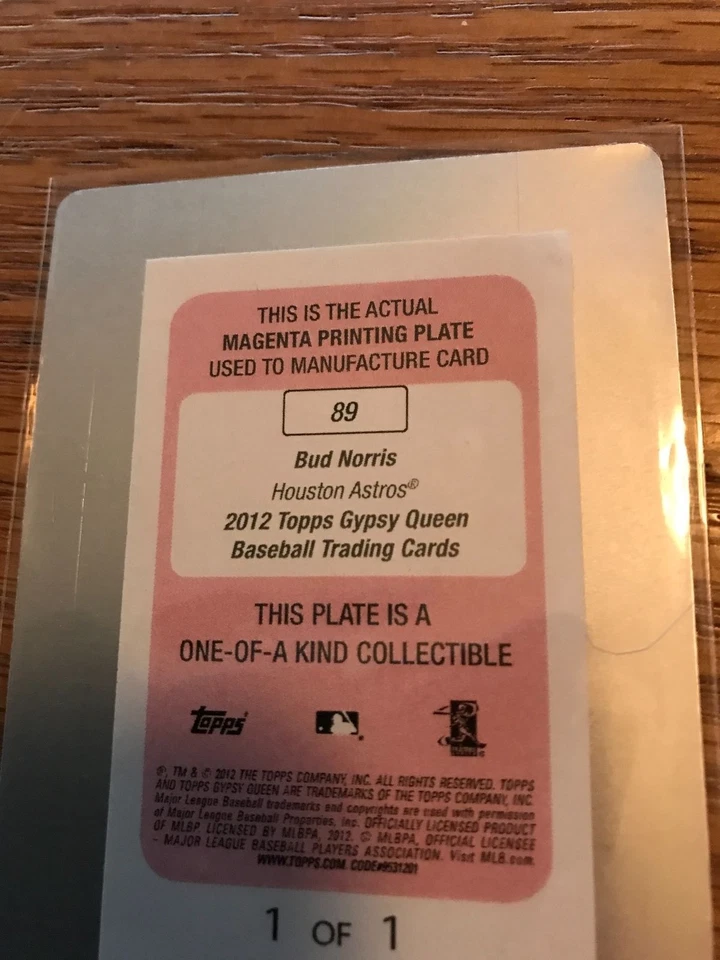 THIS IS THE ACTUAL
MAGENTA PRINTING PLATE
USED TO MANUFACTURE CARD
89
Bud Norris
Houston Astros®
2012 Topps Gypsy Queen
Baseball Trading Cards
THIS PLATE IS A
ONE-OF-A KIND COLLECTIBLE
Topps
®, TM & © 2012 THE TOPPS COMPANY, INC. ALL RIGHTS RESERVED. TOPPS
AND TOPPS GYPSY QUEEN ARE TRADEMARKS OF THE TOPPS COMPANY, INC.
Major League Baseball trademarks and copyrights are used with permission
of Major League Baseball Properties, Inc. OFFICIALLY LICENSED PRODUCT
OF MLBP LICENSED BY MLBPA, 2012. © MLBPA, OFFICIAL LICENSEE
- MAJOR LEAGUE BASEBALL PLAYERS ASSOCIATION. Visit MLB.com.
WWW.TOPPS.COM. CODE#9531201
1 OF 1